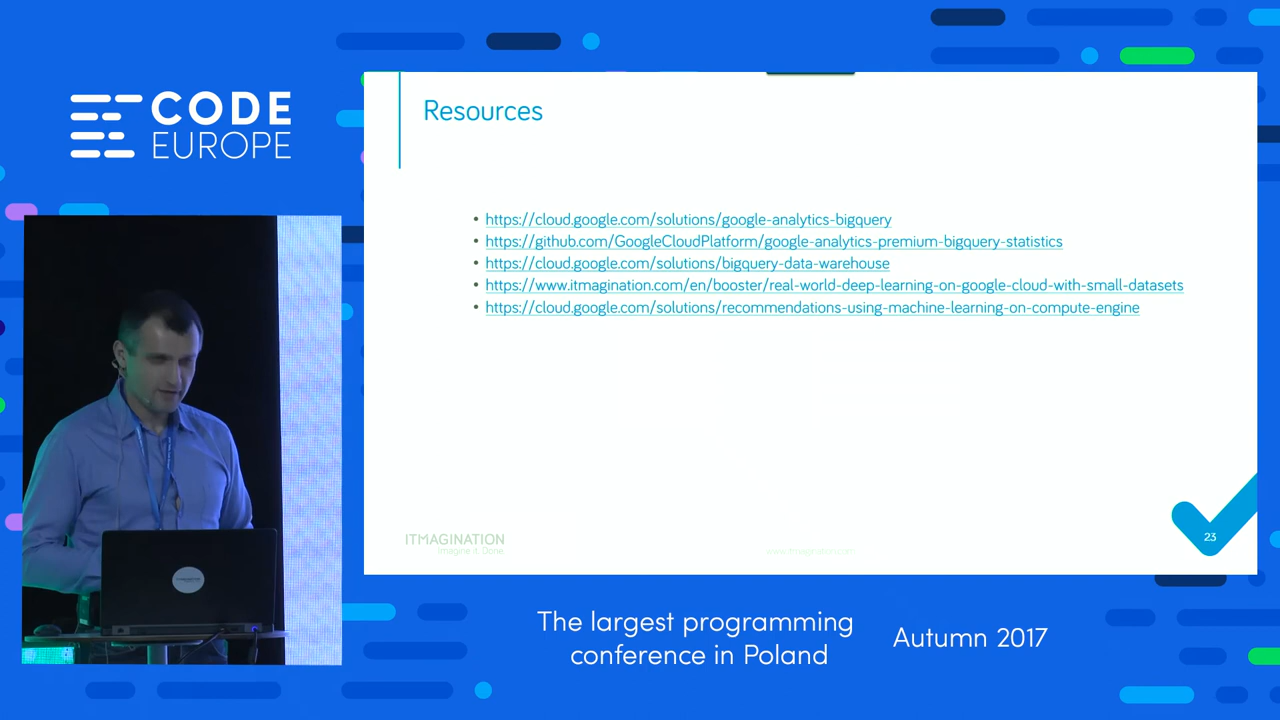 CODE
EUROPE
Resources
• https://cloud.google.com/solutions/google-analytics-bigquery
• https://github.com/GoogleCloudPlatform/google-analytics-premium-bigquery-statistics
• https://cloud.google.com/solutions/bigquery-data-warehouse
• https://www.itmagination.com/en/booster/real-world-deep-learning-on-google-cloud-with-small-datasets
• https://cloud.google.com/solutions/recommendations-using-machine-learning-on-compute-engine
ITMAGINATION
Imagine it. Done.
www.itmagination.com
23
The largest programming
conference in Poland
Autumn 2017